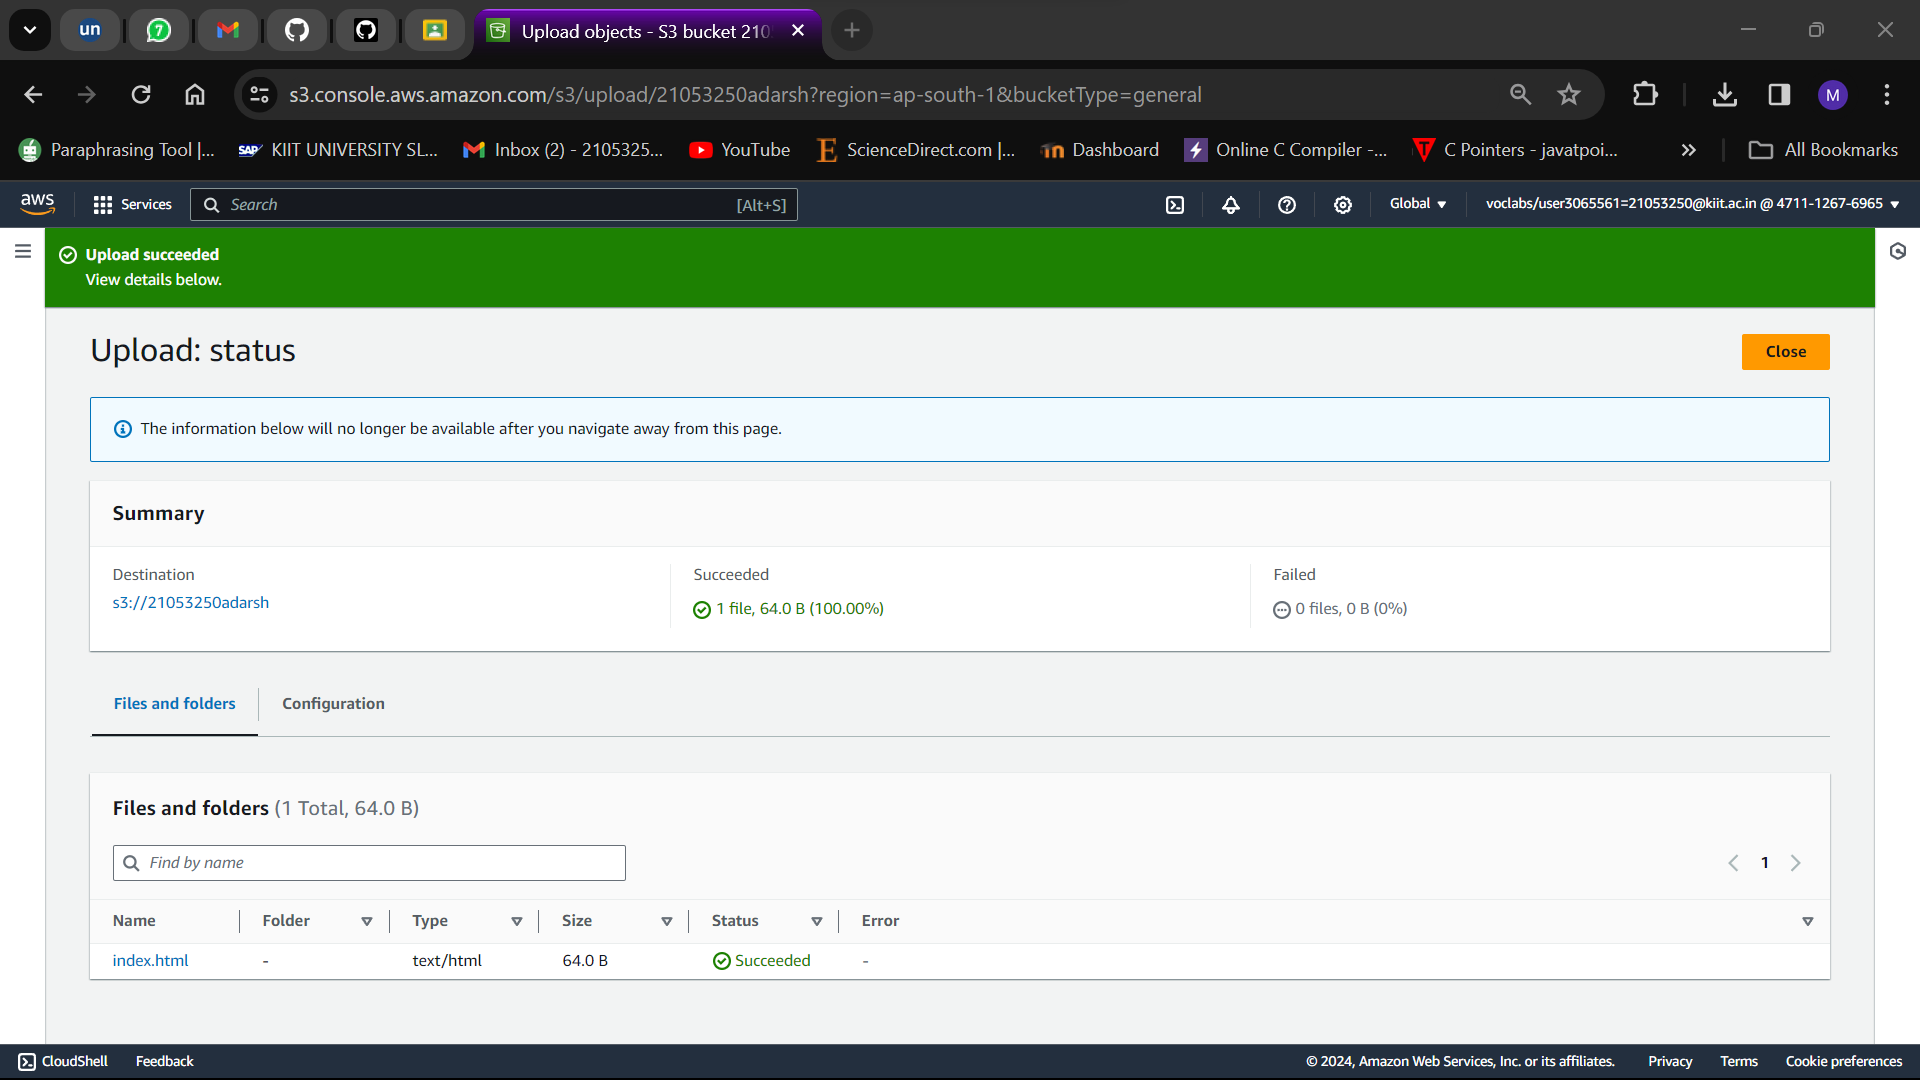 un
7
Upload objects - S3 bucket 210
s3.console.aws.amazon.com/s3/upload/21053250adarsh?region=ap-south-1&bucketType=general
M
Paraphrasing Tool |...
SAP
KIIT UNIVERSITY SL...
Inbox (2) - 2105325...
YouTube
ScienceDirect.com |...
Dashboard
Online C Compiler -...
C Pointers - javatpoi...
All Bookmarks
aws
Services
Search
[Alt+S]
Global
voclabs/user3065561=21053250@kiit.ac.in @ 4711-1267-6965
Upload succeeded
View details below.
Upload: status
Close
The information below will no longer be available after you navigate away from this page.
Summary
Destination
s3://21053250adarsh
Succeeded
1 file, 64.0 B (100.00%)
Failed
0 files, 0 B (0%)
Files and folders
Configuration
Files and folders (1 Total, 64.0 B)
Find by name
1
Name Folder Type Size Status Error
index.html - text/html 64.0 B Succeeded -
CloudShell Feedback © 2024, Amazon Web Services, Inc. or its affiliates. Privacy Terms Cookie preferences